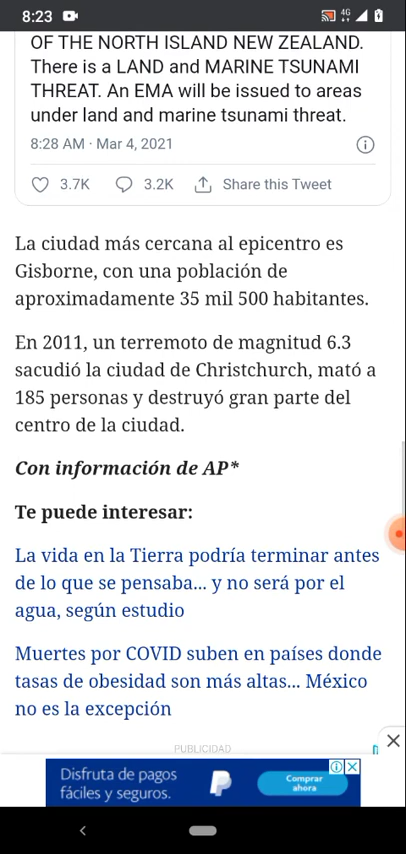 8:23
4G
OF THE NORTH ISLAND NEW ZEALAND.
There is a LAND and MARINE TSUNAMI
THREAT. An EMA will be issued to areas
under land and marine tsunami threat.
8:28 AM · Mar 4, 2021
3.7K 3.2K Share this Tweet
La ciudad más cercana al epicentro es
Gisborne, con una población de
aproximadamente 35 mil 500 habitantes.
En 2011, un terremoto de magnitud 6.3
sacudió la ciudad de Christchurch, mató a
185 personas y destruyó gran parte del
centro de la ciudad.
Con información de AP*
Te puede interesar:
La vida en la Tierra podría terminar antes
de lo que se pensaba... y no será por el
agua, según estudio
Muertes por COVID suben en países donde
tasas de obesidad son más altas... México
no es la excepción
PUBLICIDAD
Disfruta de pagos
fáciles y seguros.
Comprar
ahora